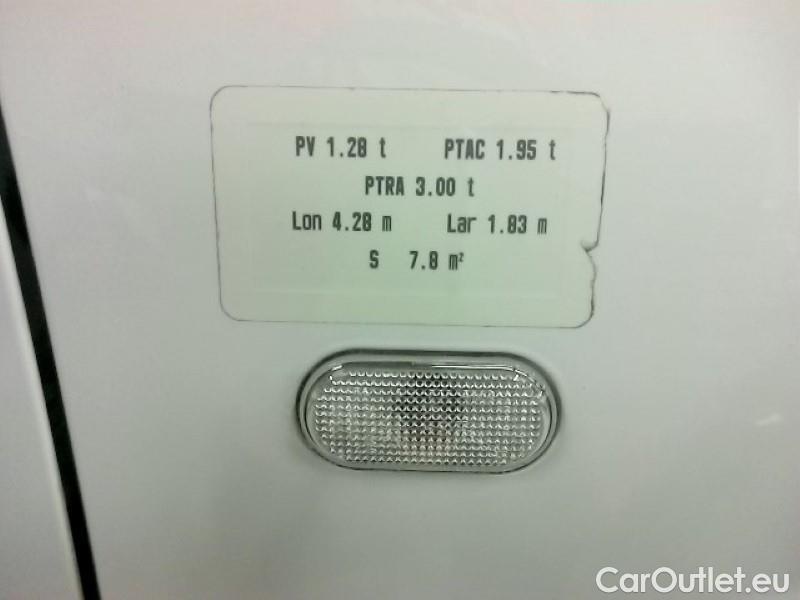 PV 1.28 t PTAC 1.95 t
PTRA 3.00 t
Lon 4.28 m Lar 1.83 m
S 7.8 m²
CarOutlet.eu